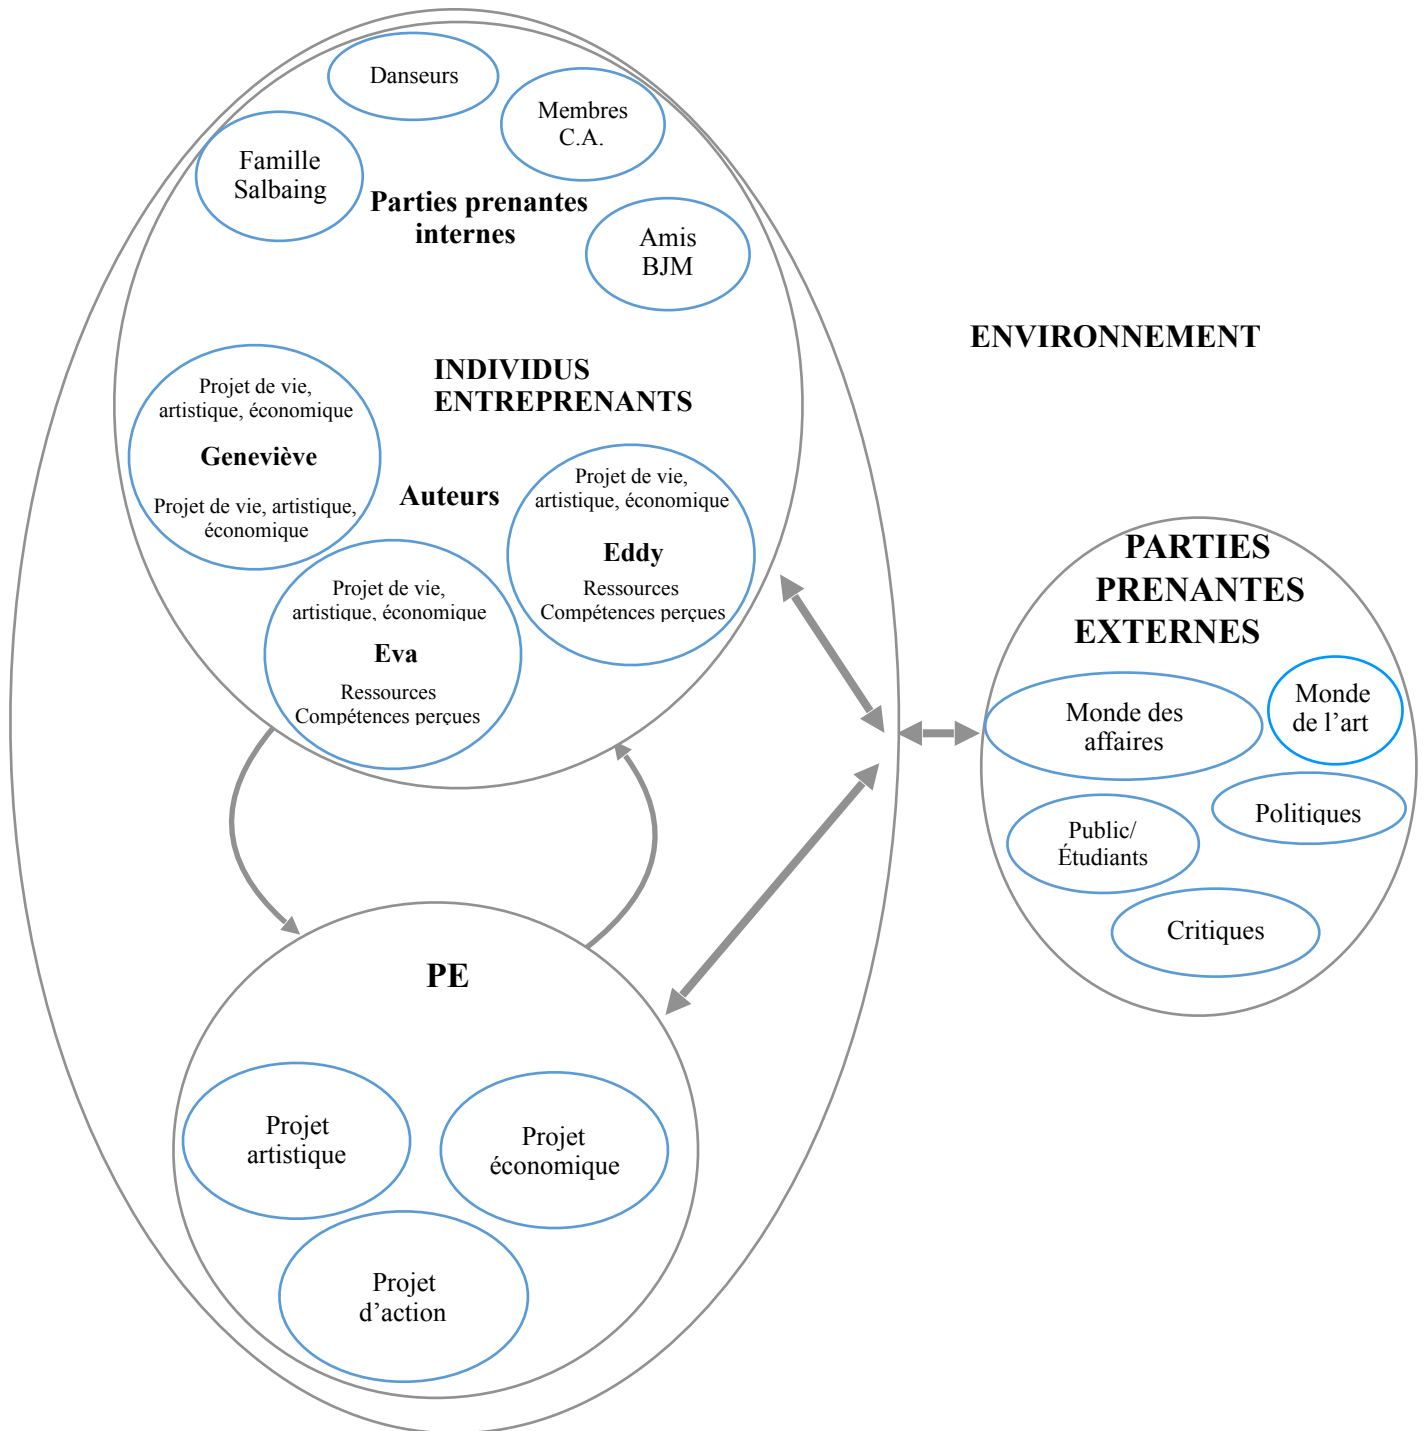 Danseurs
Membres
C.A.
Famille
Salbaing
Parties prenantes
internes
Amis
BJM
ENVIRONNEMENT
INDIVIDUS
ENTREPRENANTS
Projet de vie,
artistique, économique
Geneviève
Projet de vie, artistique,
économique
Auteurs
Projet de vie,
artistique, économique
Eddy
Ressources
Compétences perçues
Projet de vie,
artistique, économique
Eva
Ressources
Compétences perçues
PARTIES
PRENANTES
EXTERNES
Monde des
affaires
Monde
de l’art
Politiques
Public/
Étudiants
Critiques
PE
Projet
artistique
Projet
économique
Projet
d’action